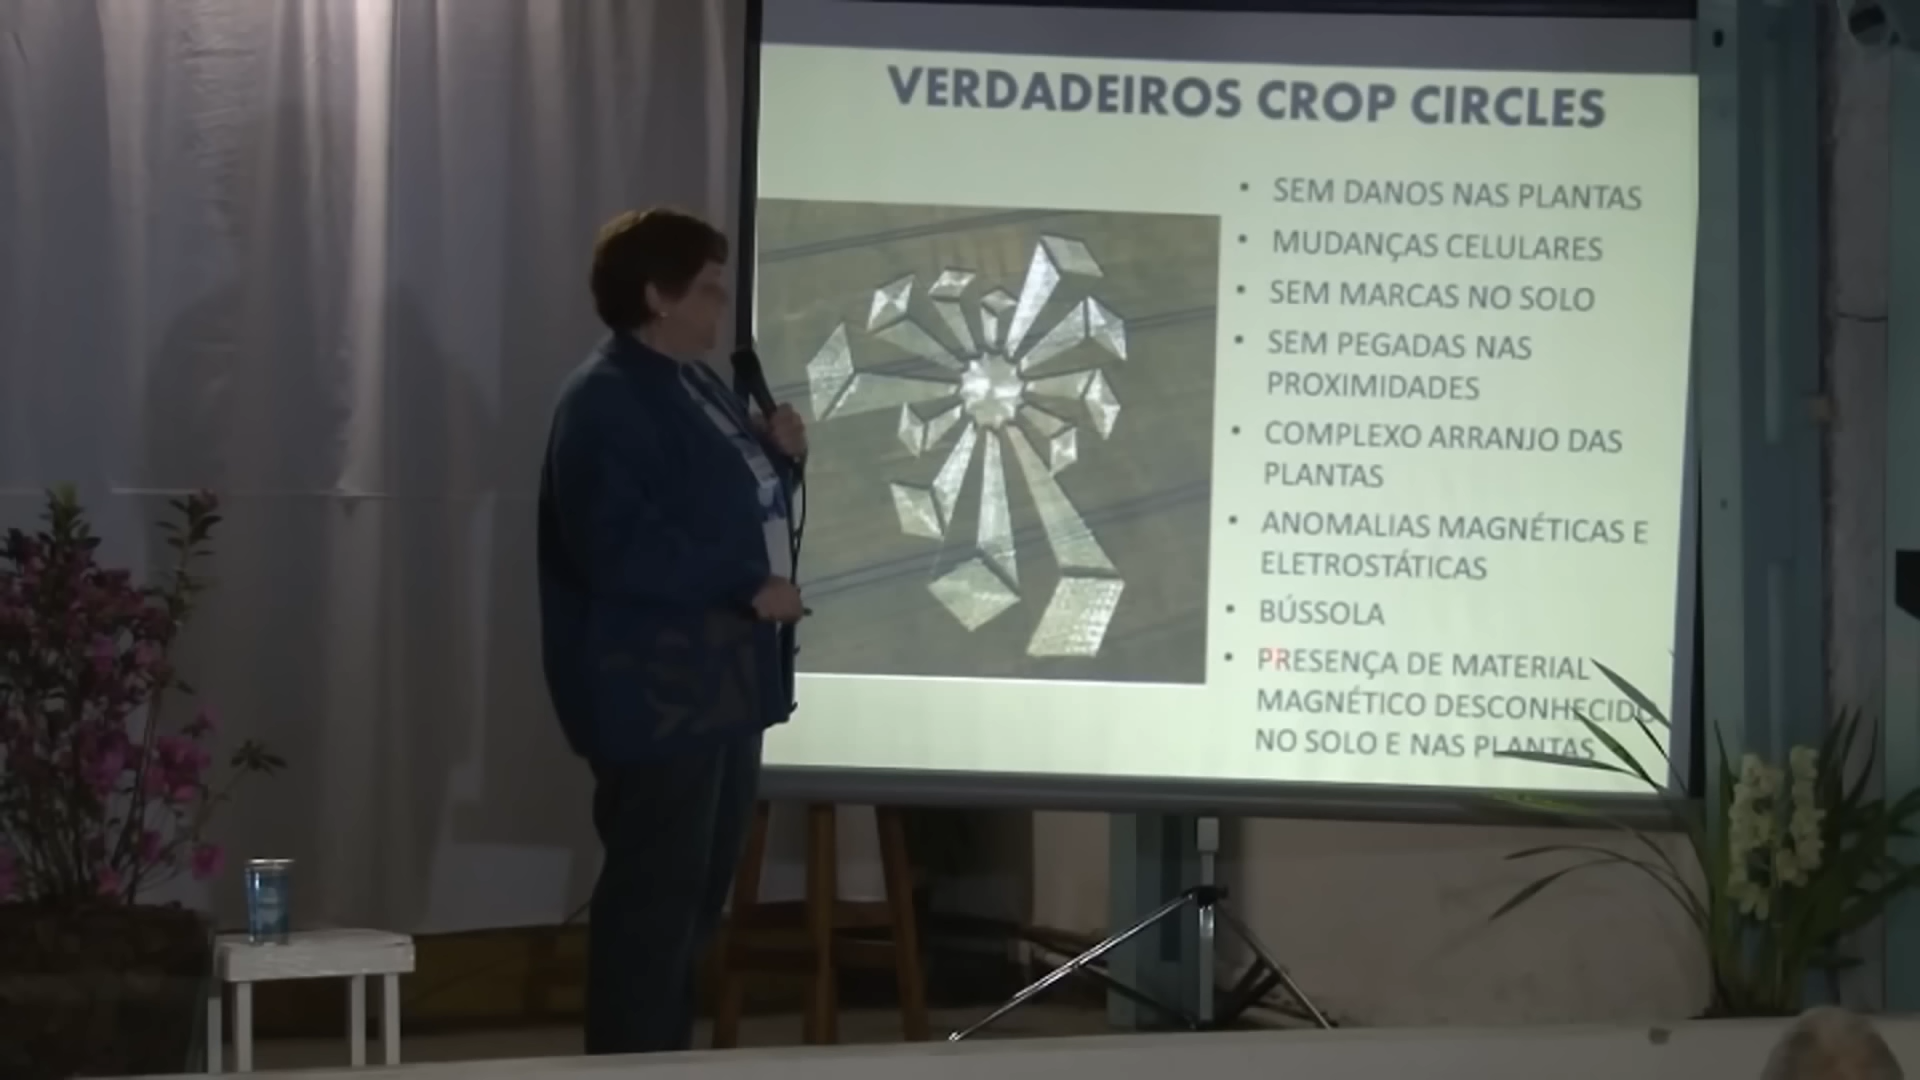 VERDADEIROS CROP CIRCLES
• SEM DANOS NAS PLANTAS
• MUDANÇAS CELULARES
• SEM MARCAS NO SOLO
• SEM PEGADAS NAS
PROXIMIDADES
• COMPLEXO ARRANJO DAS
PLANTAS
• ANOMALIAS MAGNÉTICAS E
ELETROSTÁTICAS
• BÚSSOLA
• PRESENÇA DE MATERIAL
MAGNÉTICO DESCONHECIDO
NO SOLO E NAS PLANTAS